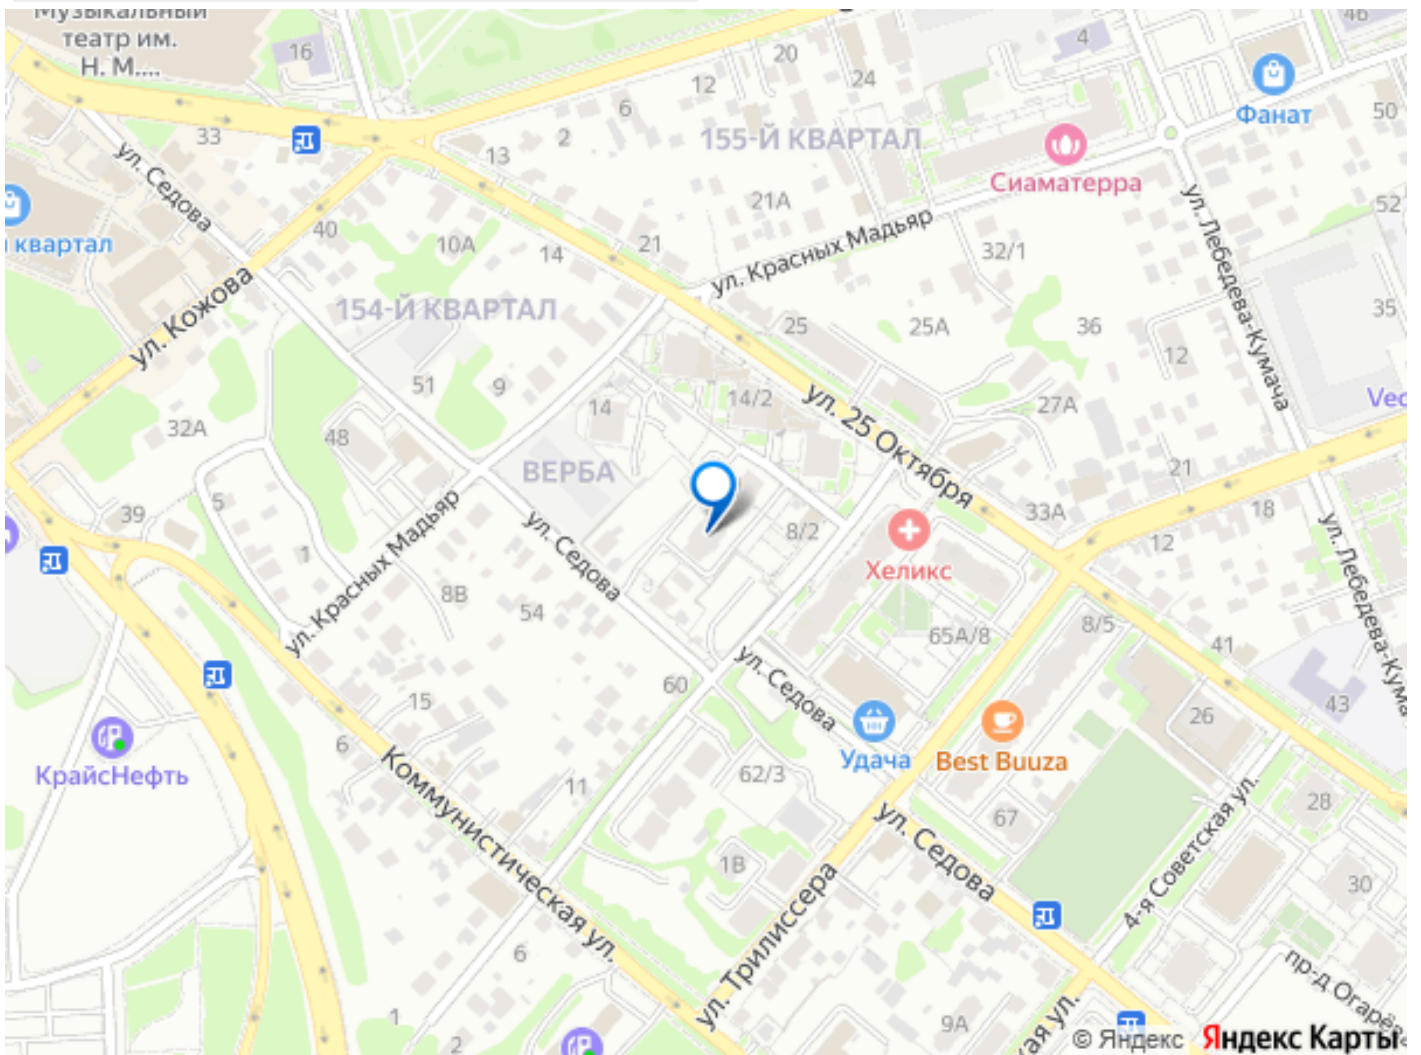 Музыкальный
театр им.
Н. М....
16
4
20
24
12
6
2
Фанат
50
33
13
155-Й КВАРТАЛ
Сиаматерра
ул. Седова
21А
52
й квартал
40
10А
14
21
ул. Красных Мадьяр
32/1
ул. Лебедева-Кумача
ул. Кожова
154-Й КВАРТАЛ
25
25А
36
35
12
51
9
14
14/2
ул. 25 Октября
27А
32А
48
ВЕРБА
21
39
5
1
ул. Красных Мадьяр
ул. Седова
8/2
Хеликс
33А
18
12
ул. Лебедева-Кума
8В
54
65А/8
8/5
41
60
ул. Седова
15
43
26
6
КрайсНефть
Удача
Best Buuza
62/3
11
Коммунистическая ул.
67
28
1В
ул. Седова
4-я Советская ул.
30
6
ул. Трилиссера
пр-д Огарёв
1
2
9А
кая ул.
© Яндекс Яндекс Карты